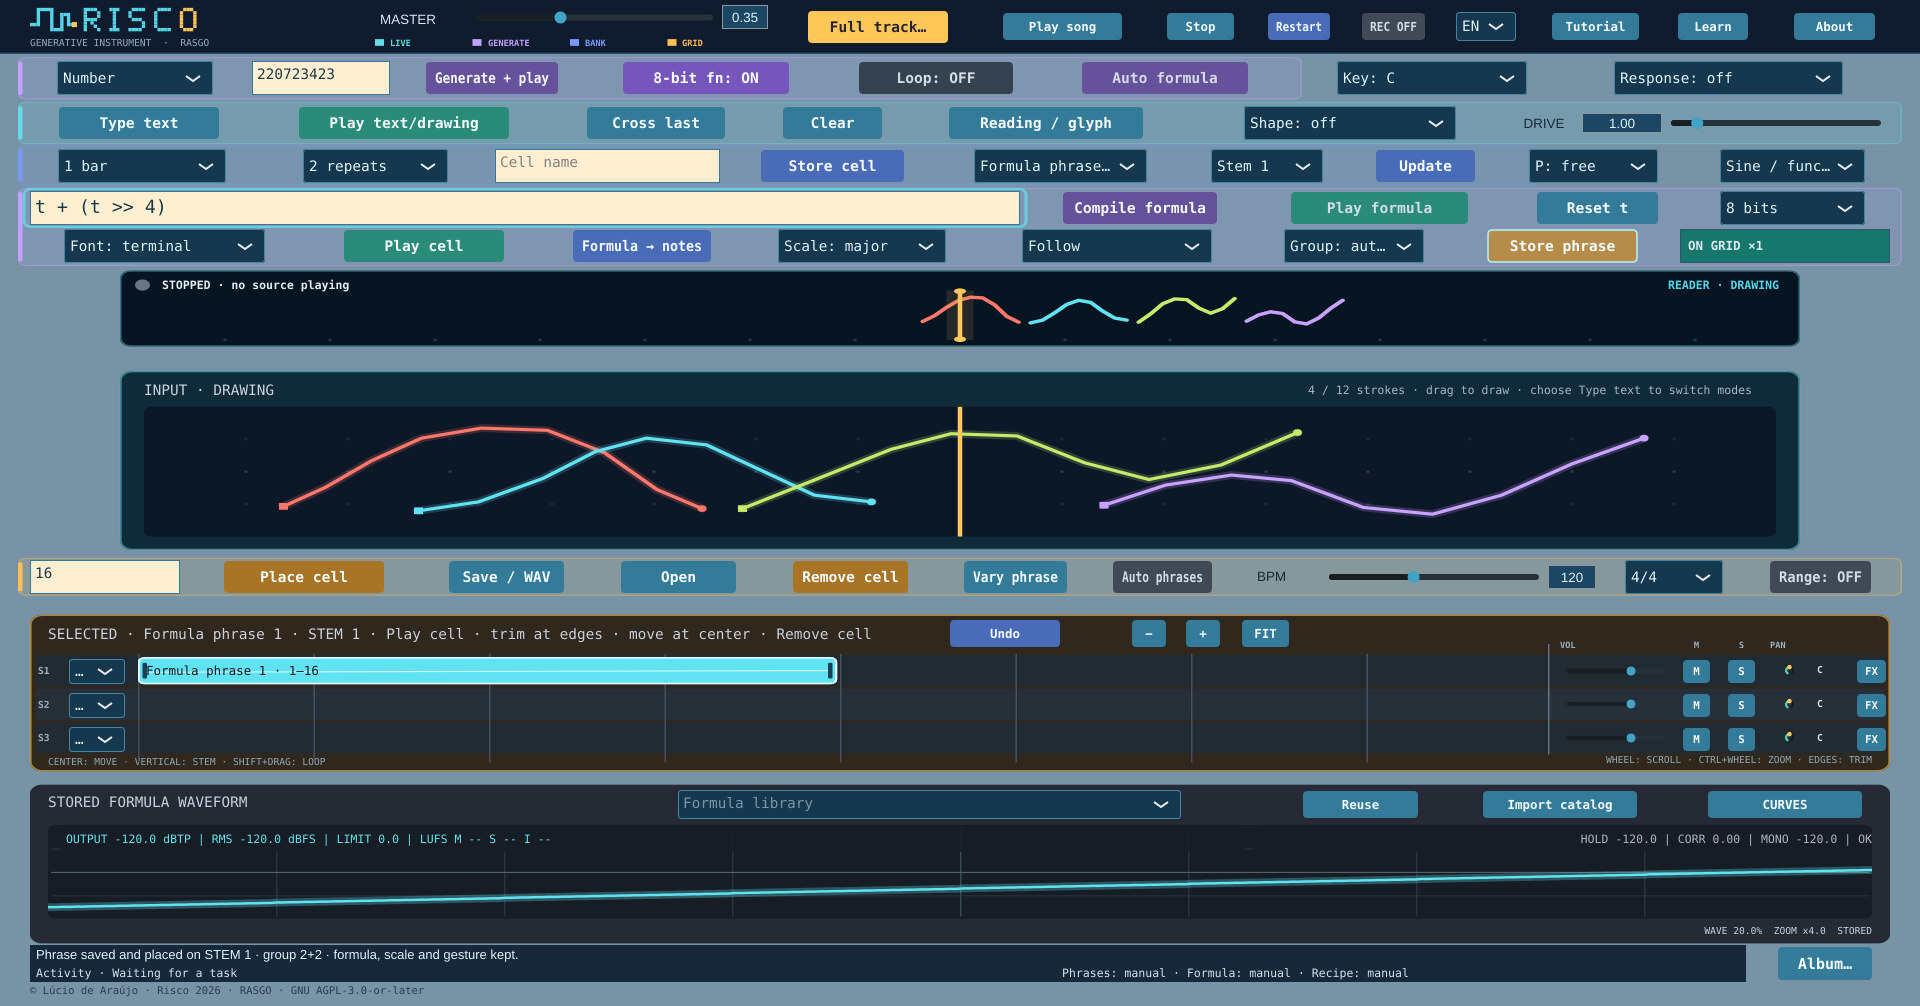 RISCO
GENERATIVE INSTRUMENT · RASGO
MASTER 0.35
LIVE GENERATE BANK GRID
Full track… Play song Stop Restart REC OFF EN Tutorial Learn About
Number 220723423 Generate + play 8-bit fn: ON Loop: OFF Auto formula Key: C Response: off
Type text Play text/drawing Cross last Clear Reading / glyph Shape: off DRIVE 1.00
1 bar 2 repeats Cell name Store cell Formula phrase… Stem 1 Update P: free Sine / func…
t + (t >> 4) Compile formula Play formula Reset t 8 bits
Font: terminal Play cell Formula → notes Scale: major Follow Group: aut… Store phrase ON GRID ×1
STOPPED · no source playing READER · DRAWING
INPUT · DRAWING 4 / 12 strokes · drag to draw · choose Type text to switch modes
16 Place cell Save / WAV Open Remove cell Vary phrase Auto phrases BPM 120 4/4 Range: OFF
SELECTED · Formula phrase 1 · STEM 1 · Play cell · trim at edges · move at center · Remove cell Undo − + FIT
VOL M S PAN
S1 … Formula phrase 1 · 1–16 M S C FX
S2 … M S C FX
S3 … M S C FX
CENTER: MOVE · VERTICAL: STEM · SHIFT+DRAG: LOOP WHEEL: SCROLL · CTRL+WHEEL: ZOOM · EDGES: TRIM
STORED FORMULA WAVEFORM Formula library Reuse Import catalog CURVES
OUTPUT -120.0 dBTP | RMS -120.0 dBFS | LIMIT 0.0 | LUFS M -- S -- I -- HOLD -120.0 | CORR 0.00 | MONO -120.0 | OK
WAVE 20.0% ZOOM x4.0 STORED
Phrase saved and placed on STEM 1 · group 2+2 · formula, scale and gesture kept.
Activity · Waiting for a task Phrases: manual · Formula: manual · Recipe: manual
Album…
© Lúcio de Araújo · Risco 2026 · RASGO · GNU AGPL-3.0-or-later